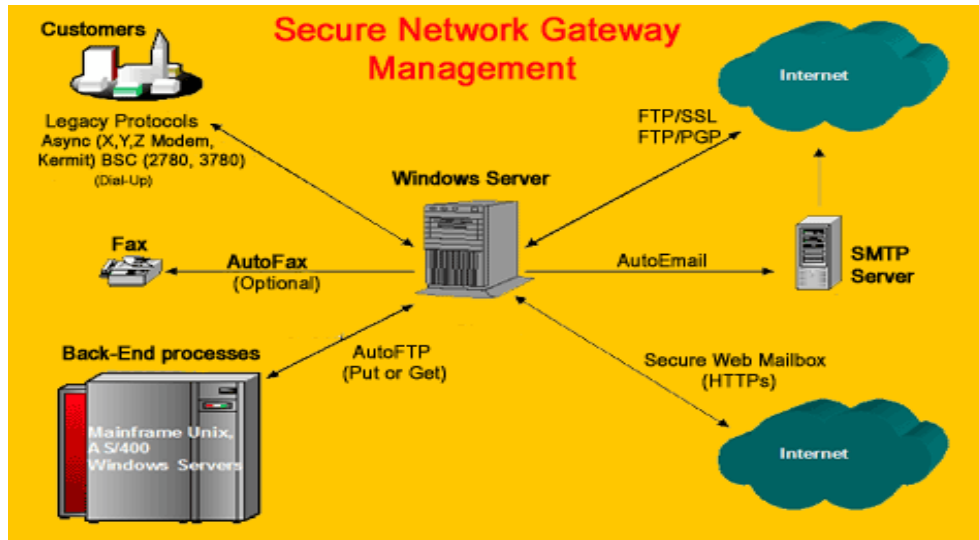 Customers
Secure Network Gateway
Management
Internet
Legacy Protocols
Async (X,Y,Z Modem,
Kermit) BSC (2780, 3780)
(Dial-Up)
FTP/SSL
FTP/PGP
Windows Server
Fax
AutoFax
(Optional)
AutoEmail
SMTP
Server
Back-End processes
AutoFTP
(Put or Get)
Secure Web Mailbox
(HTTPs)
Mainframe Unix,
AS/400
Windows Servers
Internet